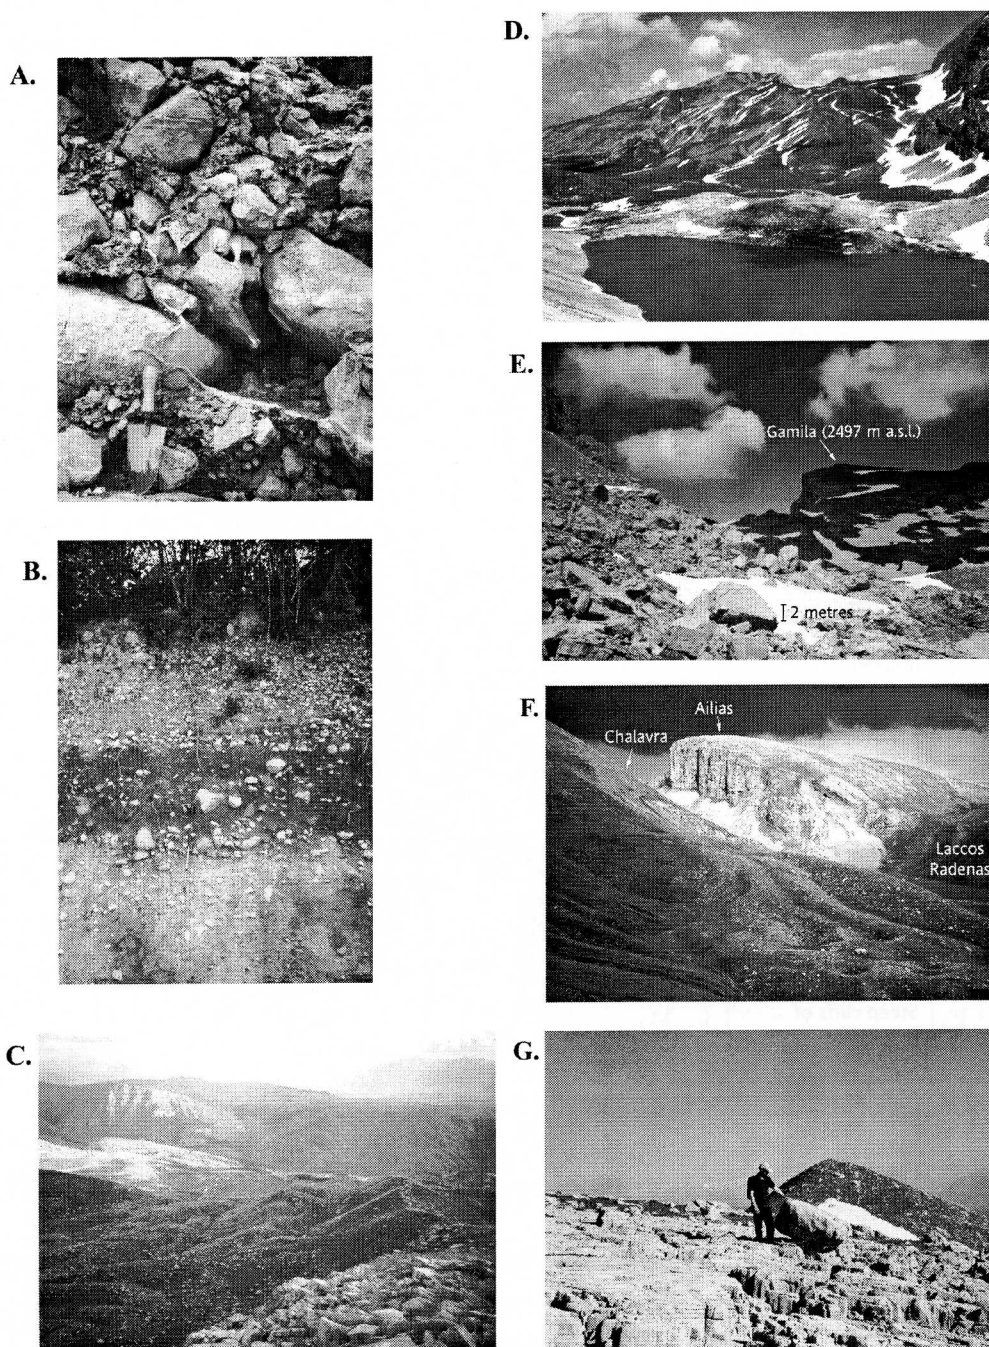 A.
B.
C.
D.
E.
Gamila (2497 m a.s.l.)
2 metres
F.
Ailias
Chalavra
Laccos
Radenas
G.